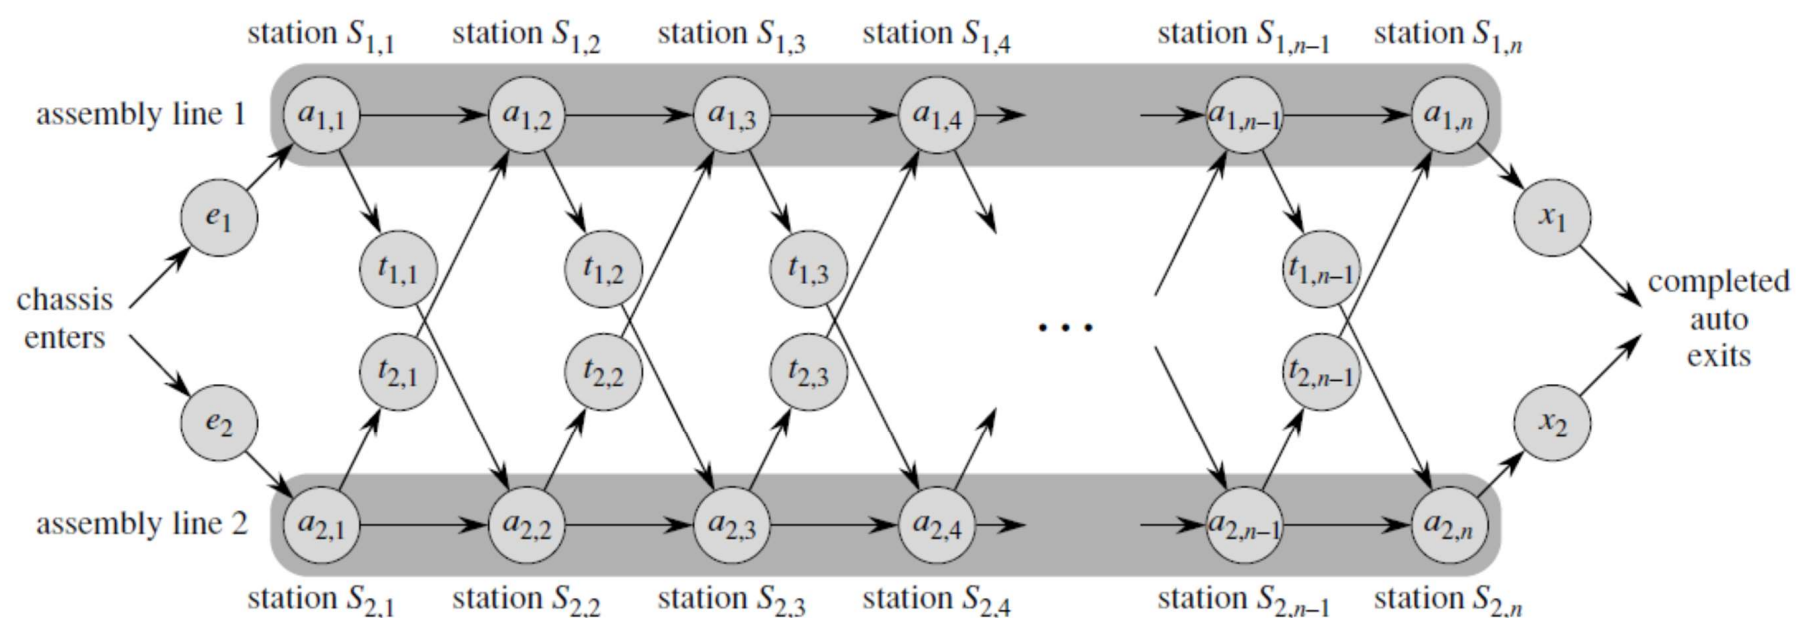 station S1,1 station S1,2 station S1,3 station S1,4 station S1,n–1 station S1,n
assembly line 1 a1,1 a1,2 a1,3 a1,4 a1,n–1 a1,n
e1 x1
t1,1 t1,2 t1,3 t1,n–1
chassis
enters
completed
auto
exits
...
t2,1 t2,2 t2,3 t2,n–1
e2 x2
assembly line 2 a2,1 a2,2 a2,3 a2,4 a2,n–1 a2,n
station S2,1 station S2,2 station S2,3 station S2,4 station S2,n–1 station S2,n